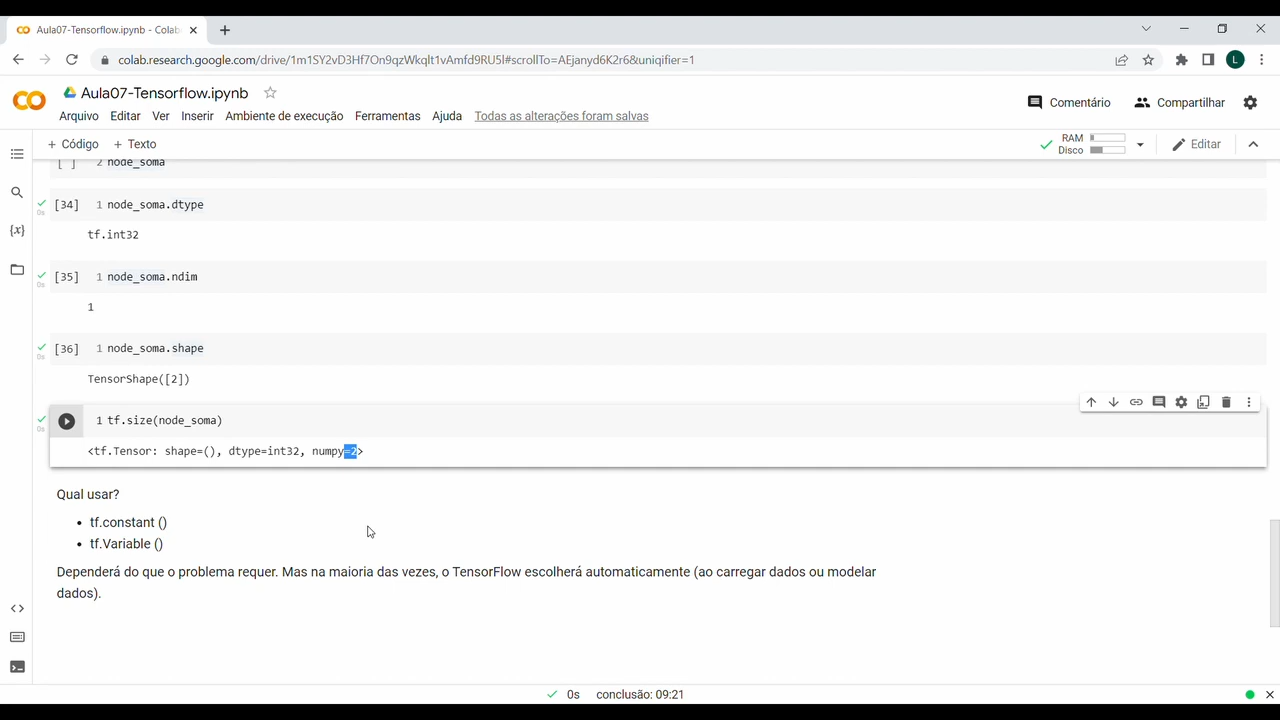 Aula07-Tensorflow.ipynb - Colab
colab.research.google.com/drive/1m1SY2vD3Hf7On9qzWkqIt1vAmfd9RU5l#scrollTo=AEjanyd6K2r6&uniqifier=1
L
Aula07-Tensorflow.ipynb
Comentário Compartilhar
Arquivo Editar Ver Inserir Ambiente de execução Ferramentas Ajuda Todas as alterações foram salvas
+ Código + Texto
RAM
Disco
Editar
[ ] 2 node_soma
[34] 1 node_soma.dtype
0s
tf.int32
[35] 1 node_soma.ndim
0s
1
[36] 1 node_soma.shape
0s
TensorShape([2])
1 tf.size(node_soma)
0s
<tf.Tensor: shape=(), dtype=int32, numpy=2>
Qual usar?
• tf.constant ()
• tf.Variable ()
Dependerá do que o problema requer. Mas na maioria das vezes, o TensorFlow escolherá automaticamente (ao carregar dados ou modelar
dados).
0s conclusão: 09:21